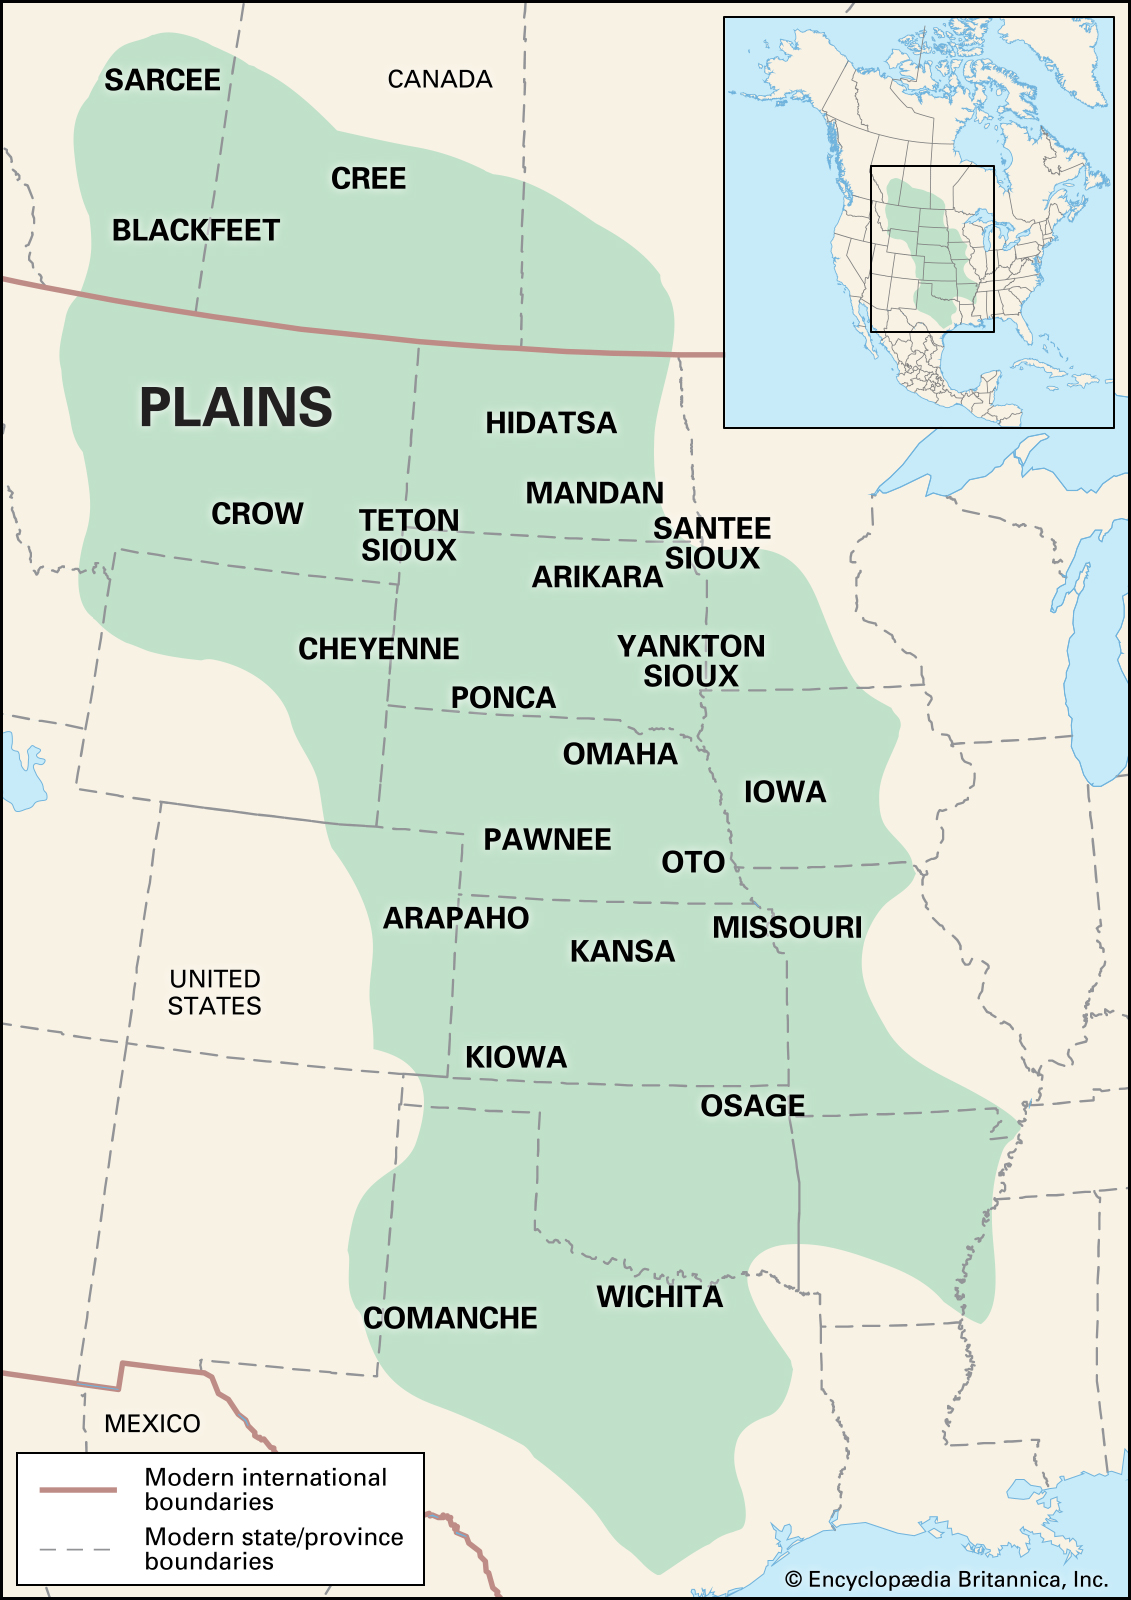 SARCEE
CANADA
CREE
BLACKFEET
PLAINS
HIDATSA
MANDAN
CROW
TETON
SIOUX
SANTEE
SIOUX
ARIKARA
CHEYENNE
YANKTON
SIOUX
PONCA
OMAHA
IOWA
PAWNEE
OTO
ARAPAHO
MISSOURI
KANSA
UNITED
STATES
KIOWA
OSAGE
WICHITA
COMANCHE
MEXICO
Modern international
boundaries
Modern state/province
boundaries
© Encyclopædia Britannica, Inc.